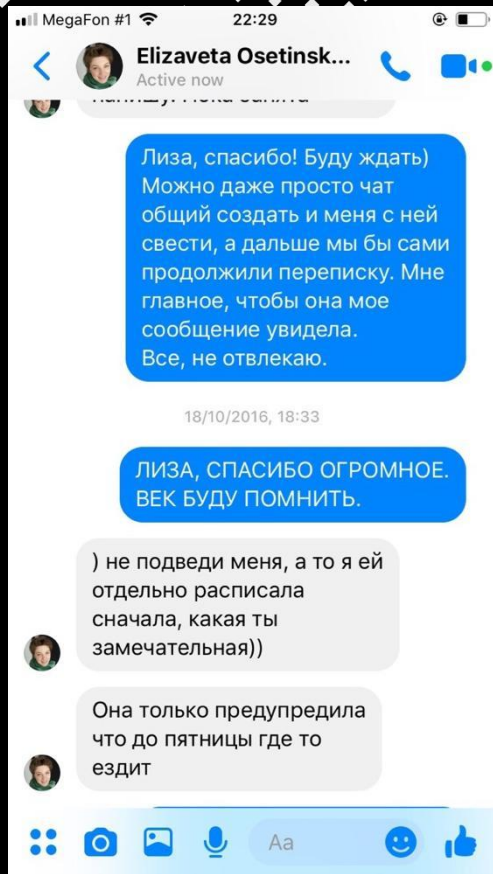 MegaFon #1
22:29
Elizaveta Osetinsk...
Active now
Лиза, спасибо! Буду ждать)
Можно даже просто чат
общий создать и меня с ней
свести, а дальше мы бы сами
продолжили переписку. Мне
главное, чтобы она мое
сообщение увидела.
Все, не отвлекаю.
18/10/2016, 18:33
ЛИЗА, СПАСИБО ОГРОМНОЕ.
ВЕК БУДУ ПОМНИТЬ.
) не подведи меня, а то я ей
отдельно расписала
сначала, какая ты
замечательная))
Она только предупредила
что до пятницы где то
ездит
Aa